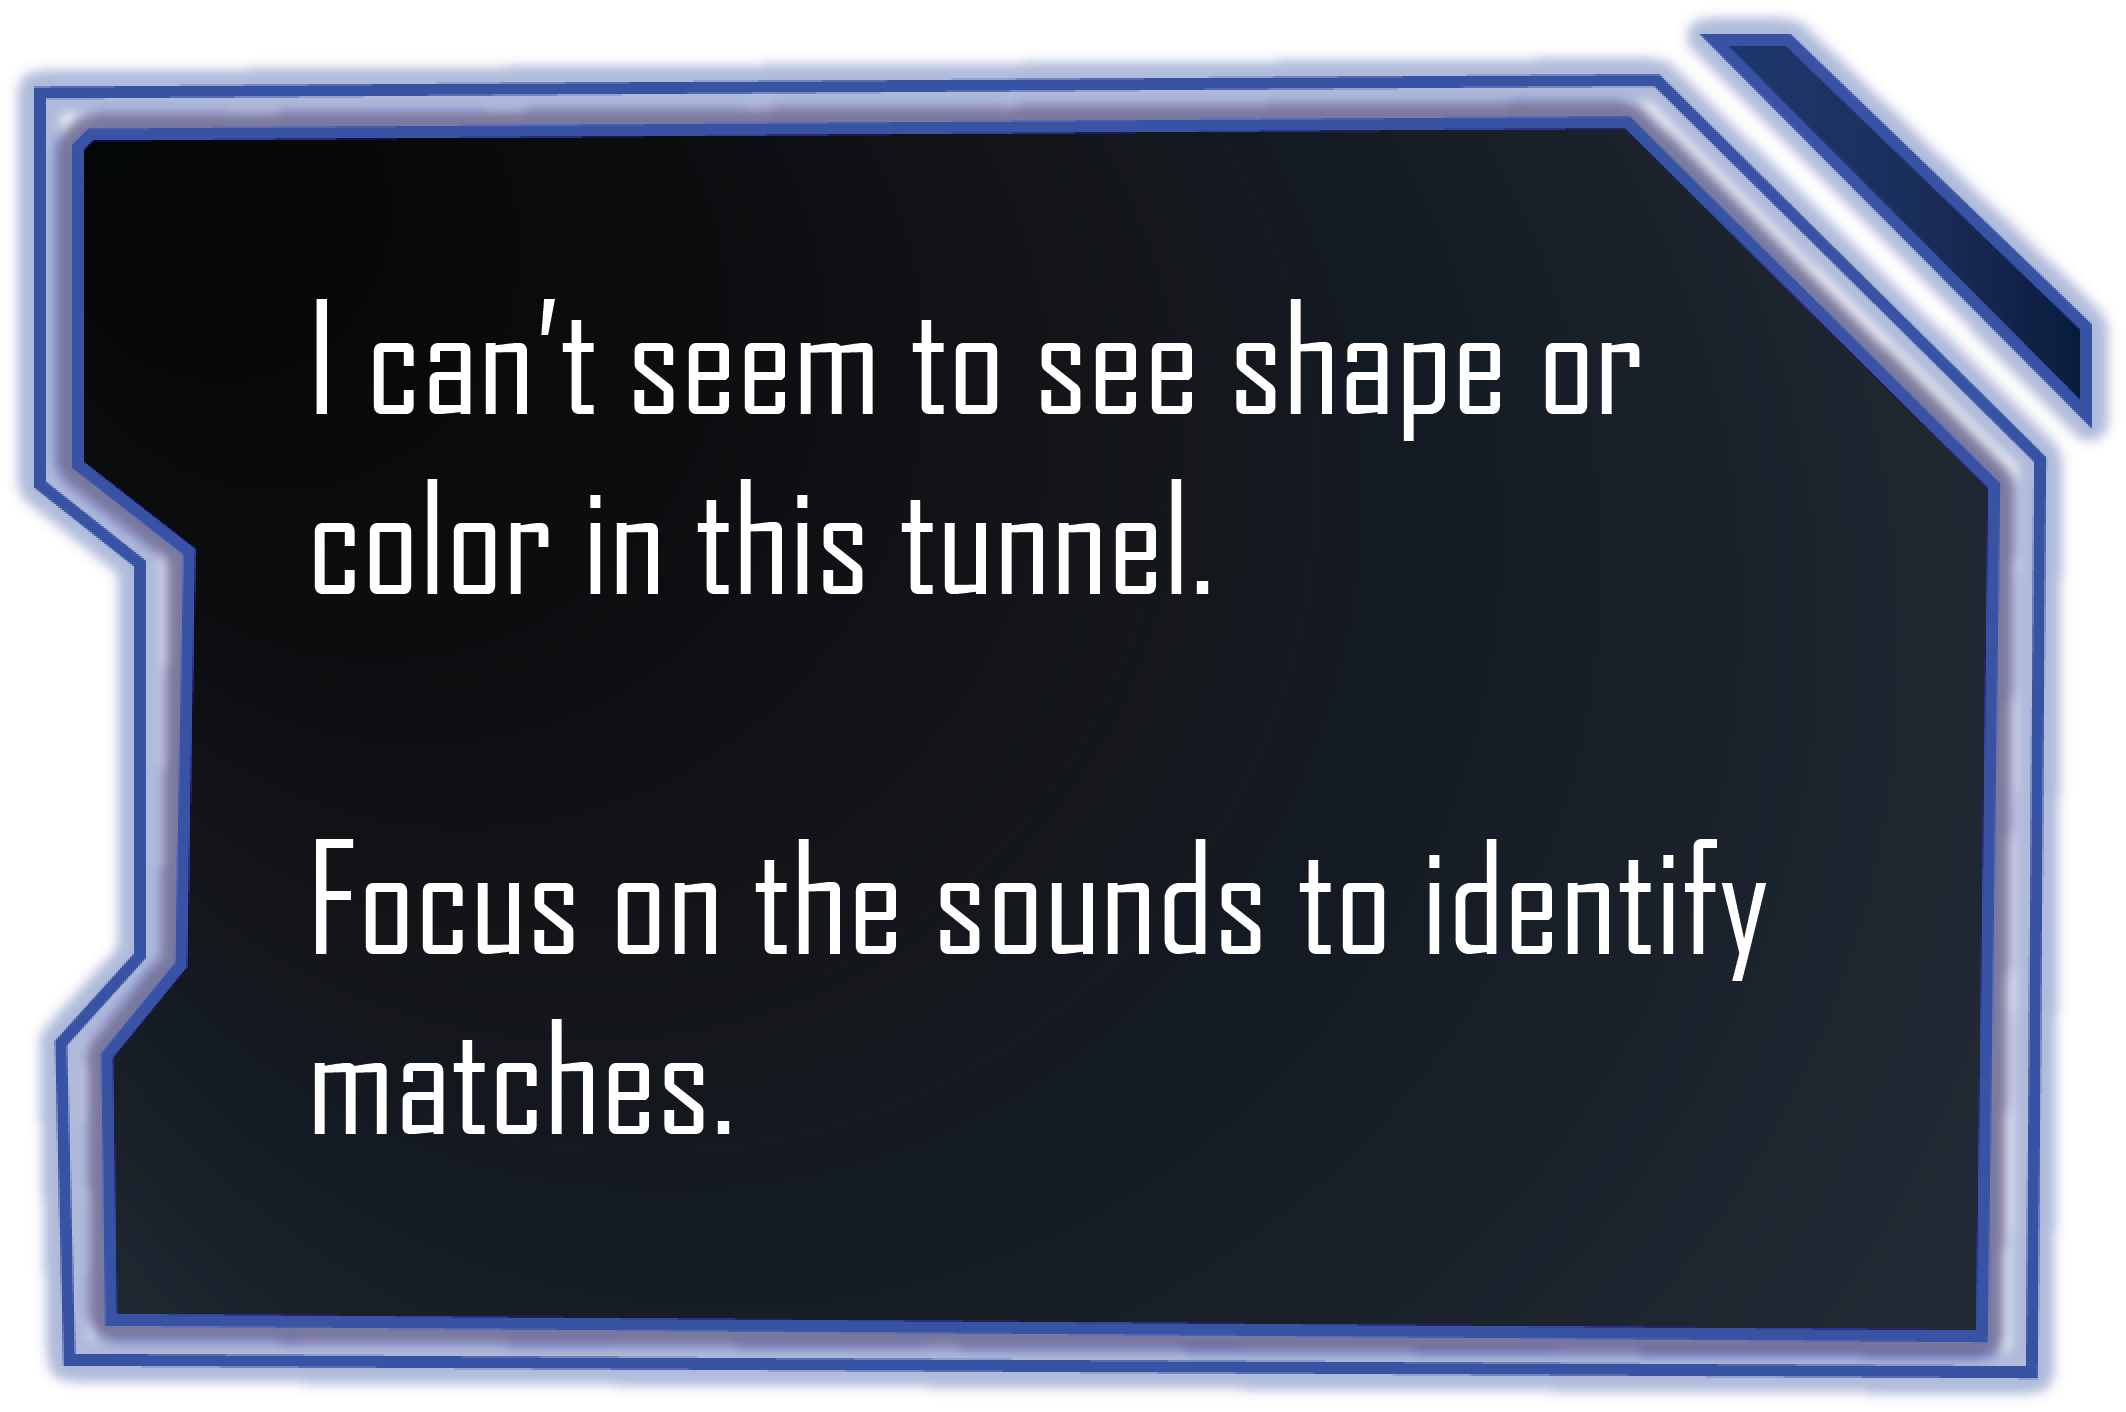 I can't seem to see shape or
color in this tunnel.
Focus on the sounds to identify
matches.